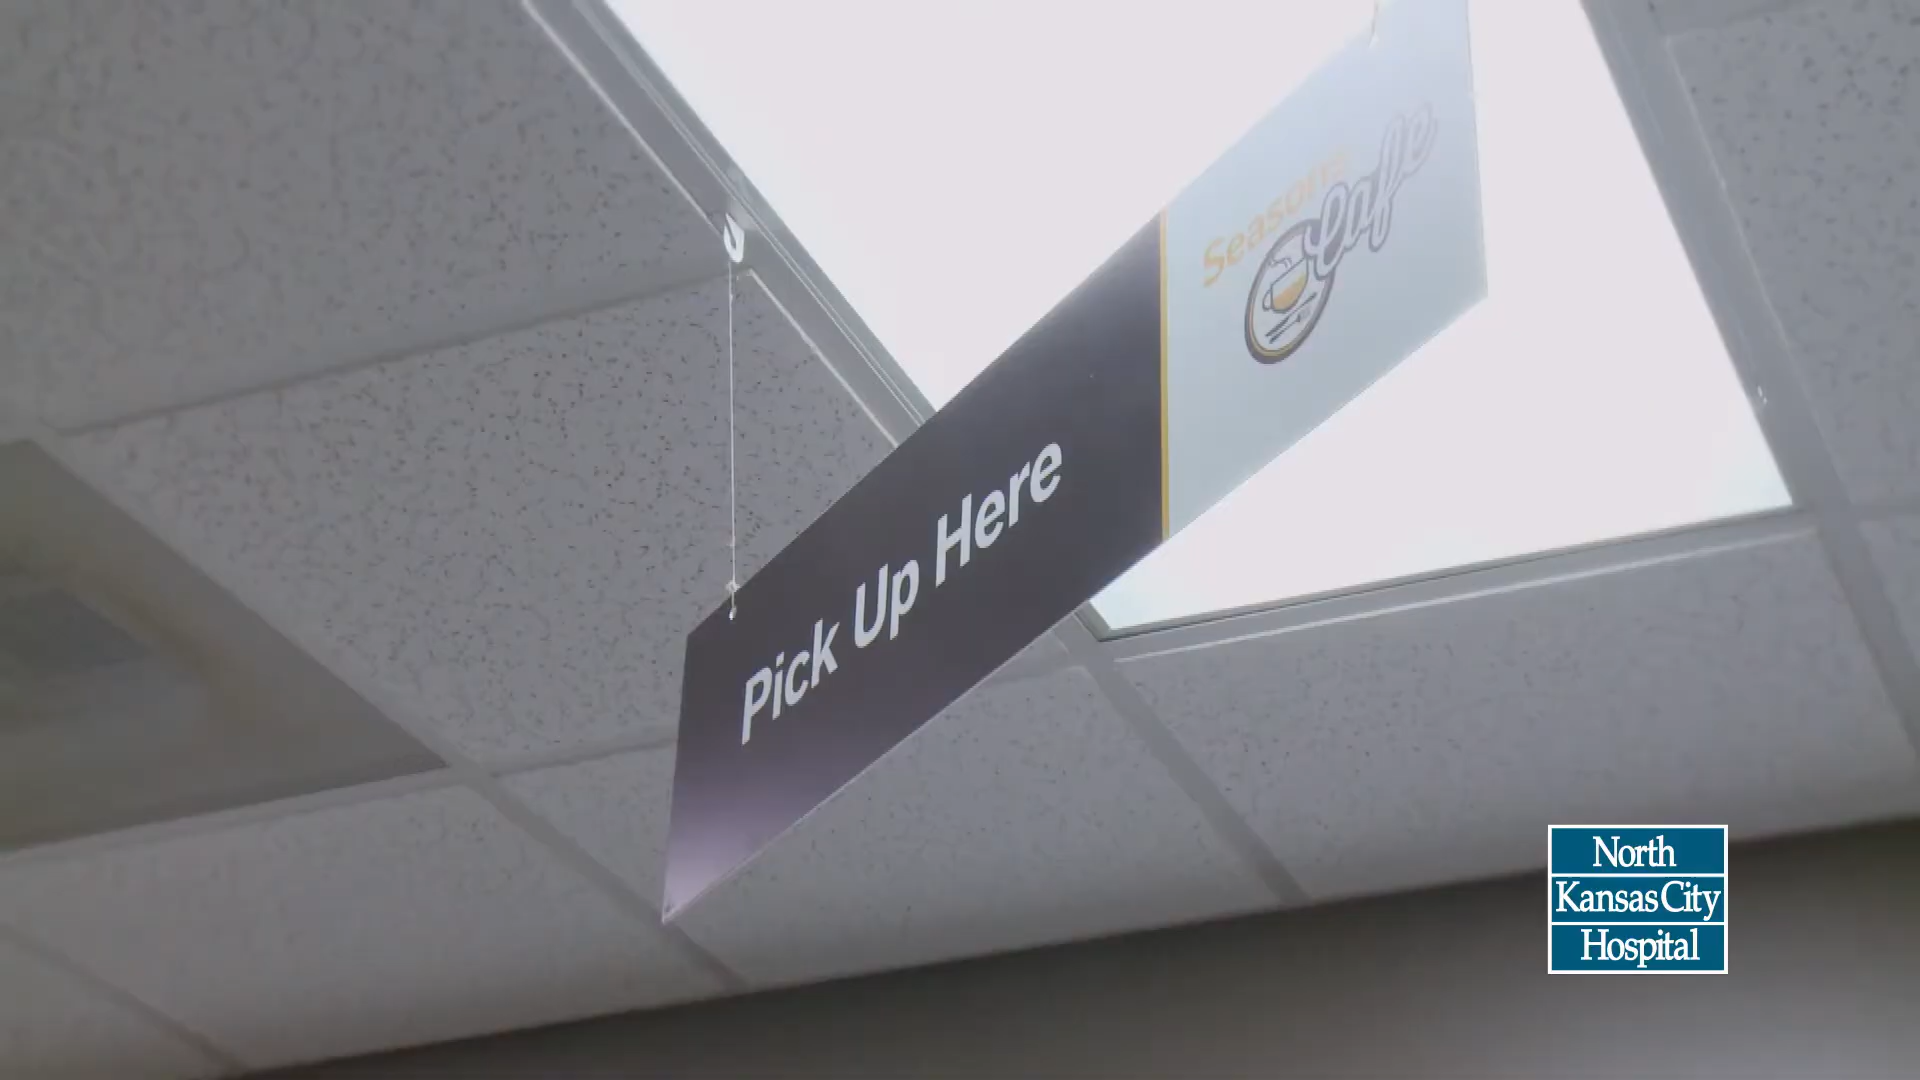 Pick Up Here
Seasons
Cafe
North
Kansas City
Hospital